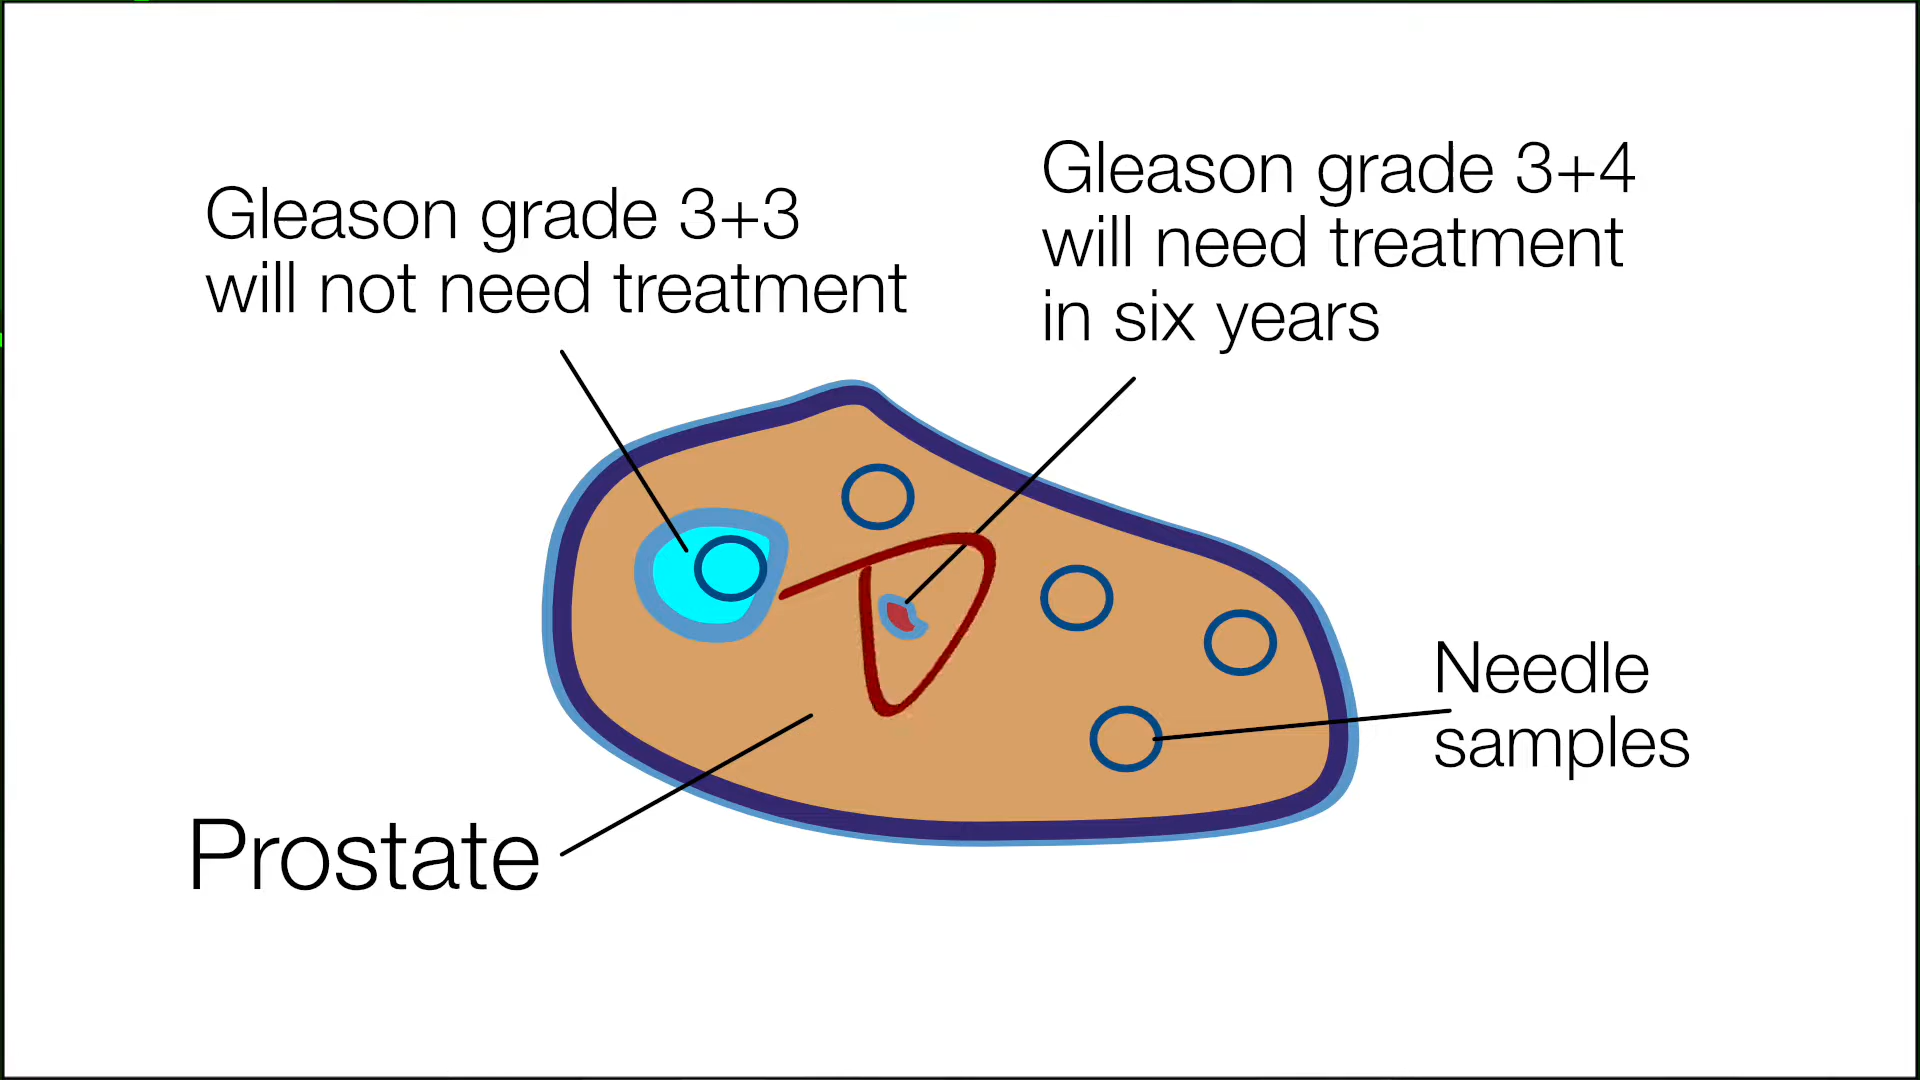 Gleason grade 3+3
will not need treatment
Gleason grade 3+4
will need treatment
in six years
Needle
samples
Prostate